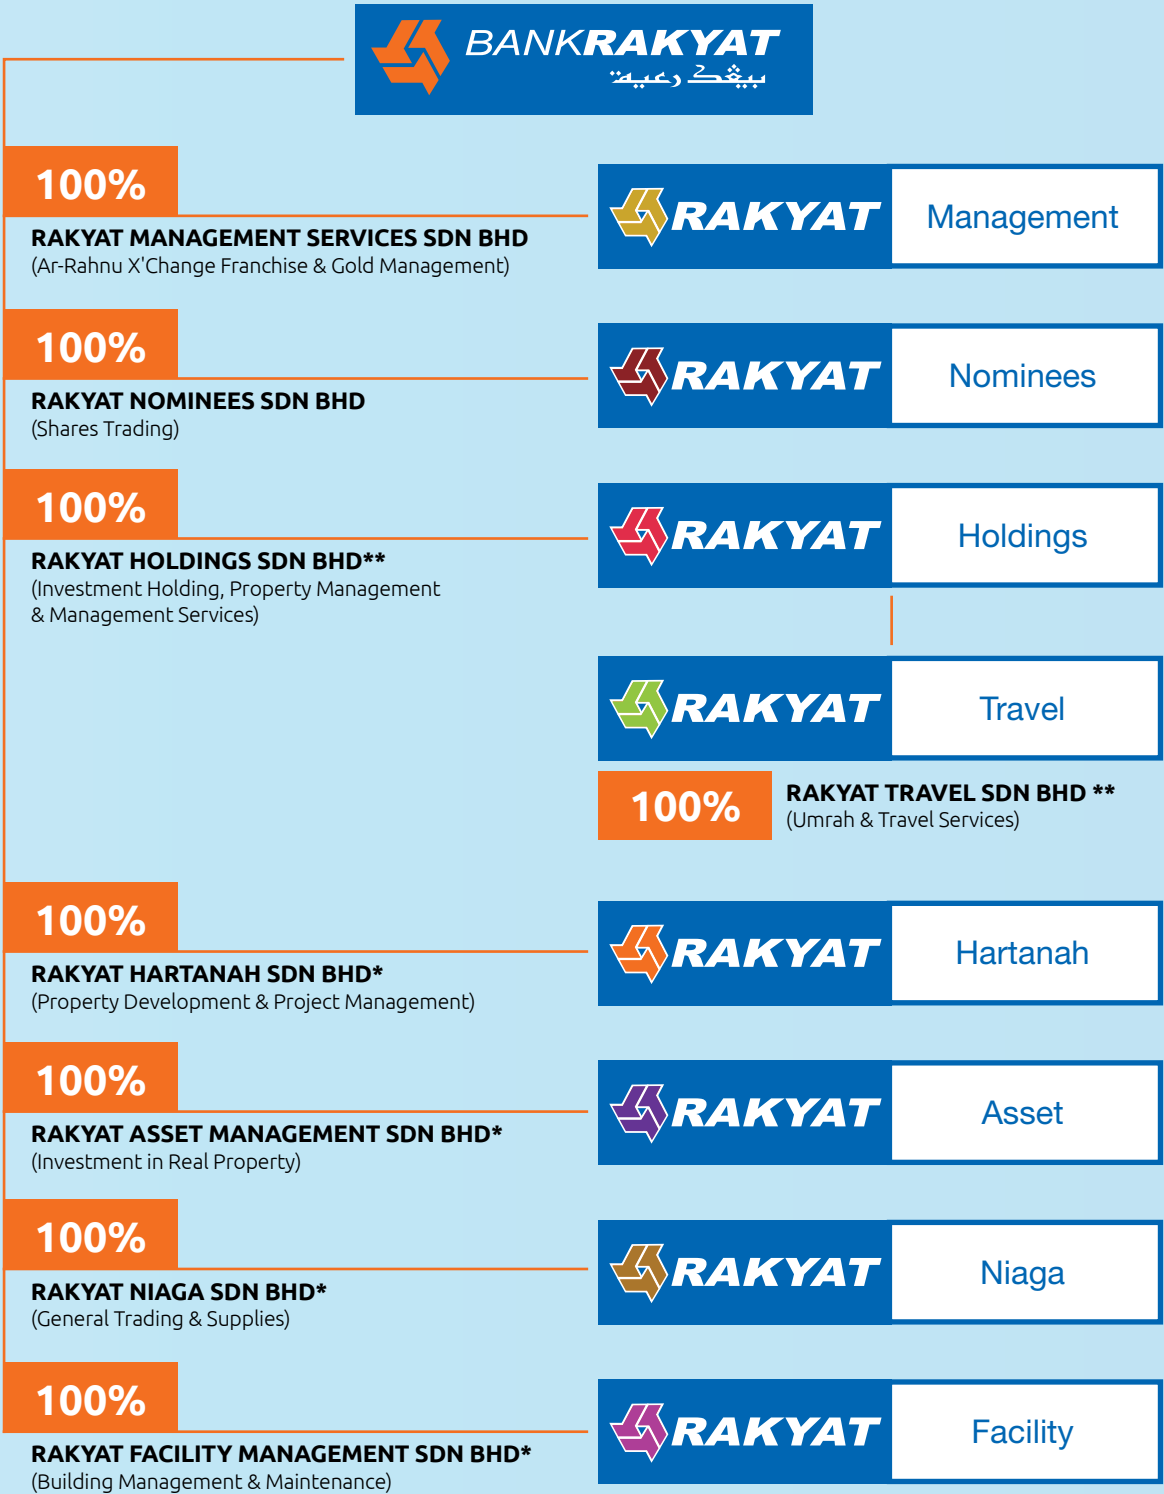 BANKRAKYAT
بيڠك رعية
100%
RAKYAT MANAGEMENT SERVICES SDN BHD
(Ar-Rahnu X'Change Franchise & Gold Management)
RAKYAT Management
100%
RAKYAT NOMINEES SDN BHD
(Shares Trading)
RAKYAT Nominees
100%
RAKYAT HOLDINGS SDN BHD**
(Investment Holding, Property Management
& Management Services)
RAKYAT Holdings
RAKYAT Travel
100%
RAKYAT TRAVEL SDN BHD **
(Umrah & Travel Services)
100%
RAKYAT HARTANAH SDN BHD*
(Property Development & Project Management)
RAKYAT Hartanah
100%
RAKYAT ASSET MANAGEMENT SDN BHD*
(Investment in Real Property)
RAKYAT Asset
100%
RAKYAT NIAGA SDN BHD*
(General Trading & Supplies)
RAKYAT Niaga
100%
RAKYAT FACILITY MANAGEMENT SDN BHD*
(Building Management & Maintenance)
RAKYAT Facility